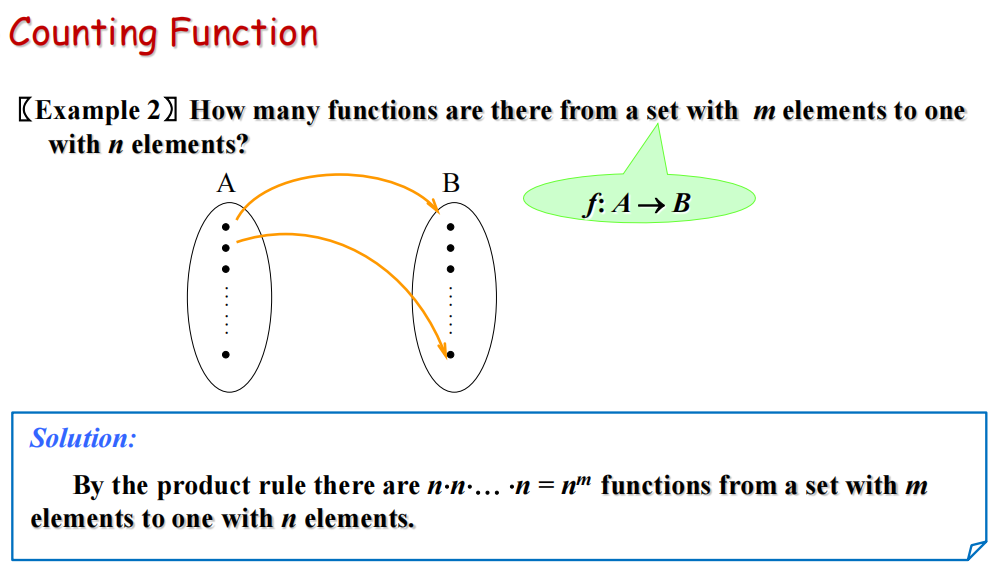 Counting Function
〖Example 2〗How many functions are there from a set with m elements to one
with n elements?
A
B
f: A → B
Solution:
By the product rule there are n·n·… ·n = nᵐ functions from a set with m
elements to one with n elements.